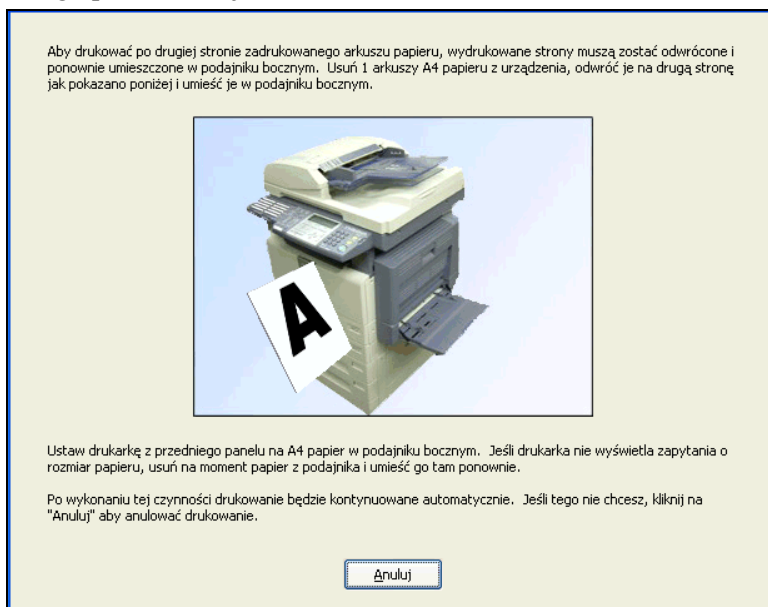 Aby drukować po drugiej stronie zadrukowanego arkuszu papieru, wydrukowane strony muszą zostać odwrócone i
ponownie umieszczone w podajniku bocznym. Usuń 1 arkuszy A4 papieru z urządzenia, odwróć je na drugą stronę
jak pokazano poniżej i umieść je w podajniku bocznym.
A
Ustaw drukarkę z przedniego panelu na A4 papier w podajniku bocznym. Jeśli drukarka nie wyświetla zapytania o
rozmiar papieru, usuń na moment papier z podajnika i umieść go tam ponownie.
Po wykonaniu tej czynności drukowanie będzie kontynuowane automatycznie. Jeśli tego nie chcesz, kliknij na
"Anuluj" aby anulować drukowanie.
Anuluj